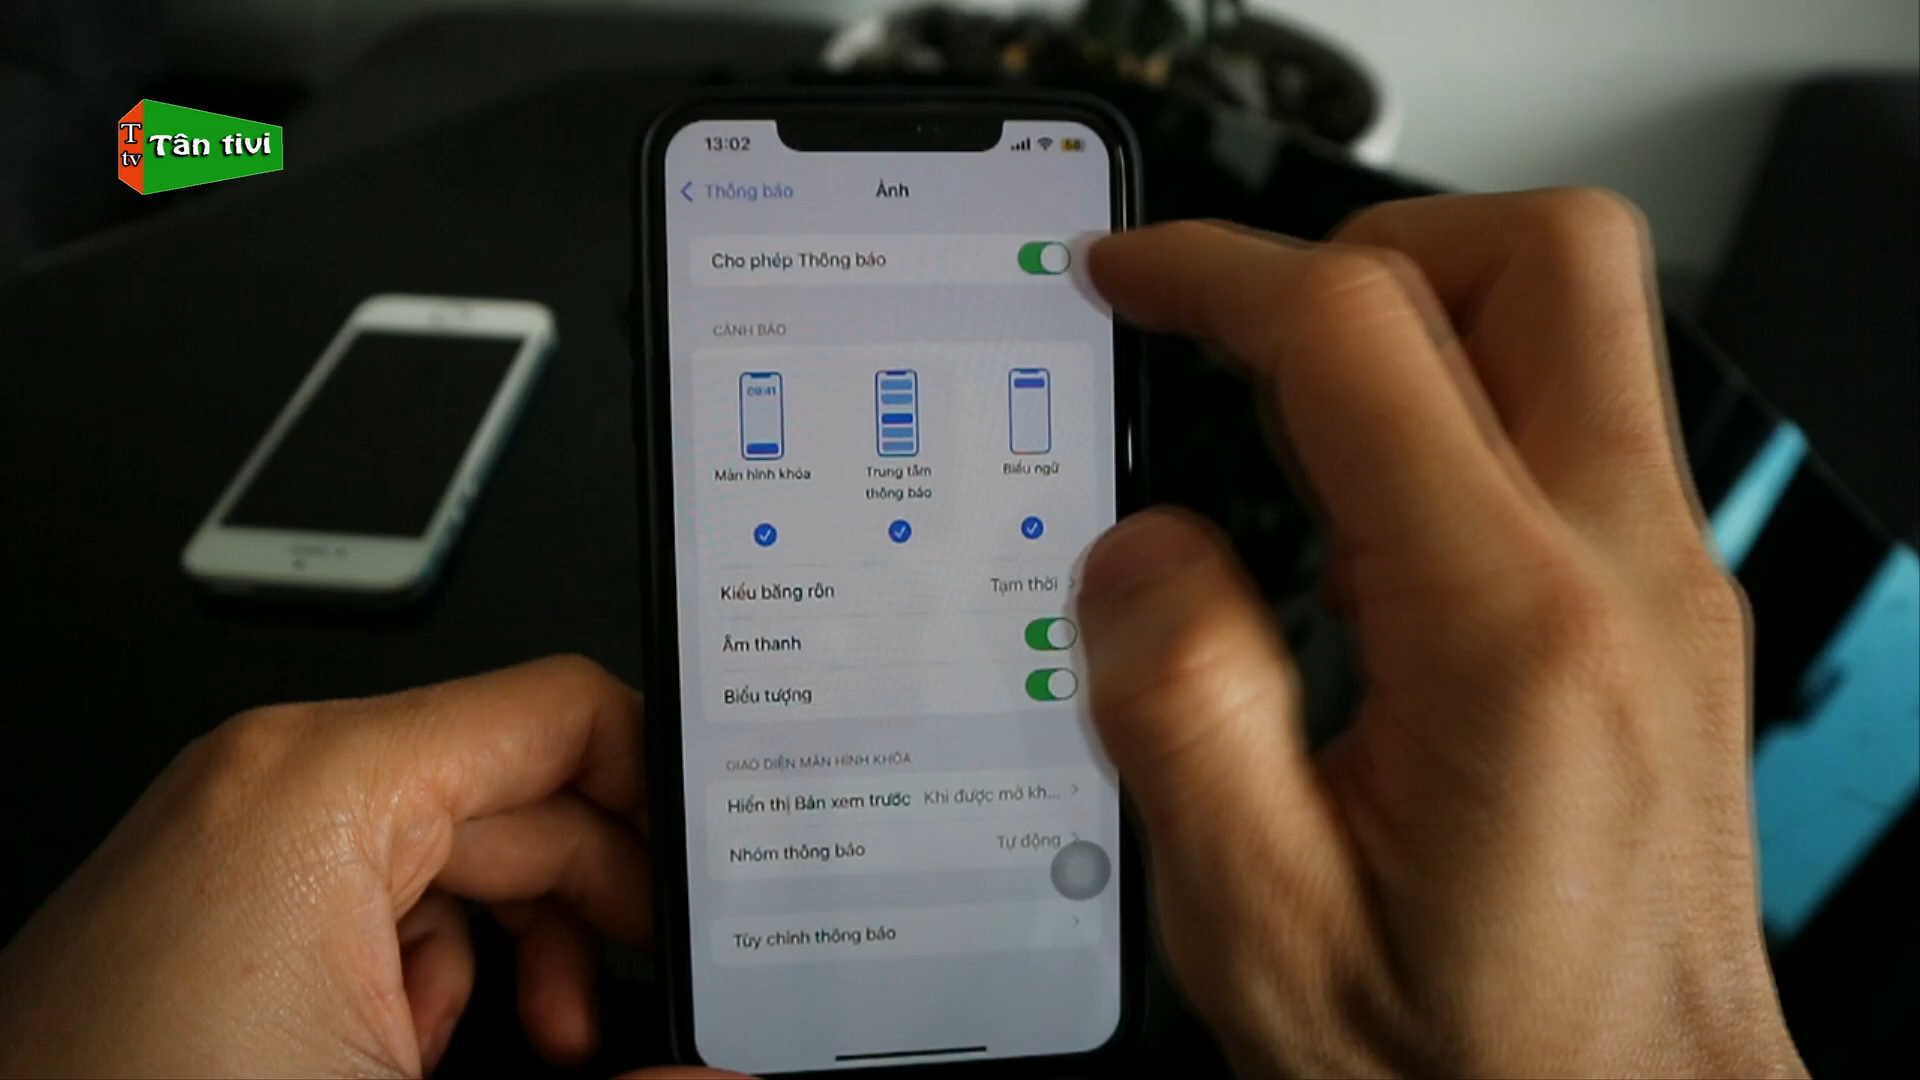 T
tv
Tân tivi
13:02
58
Thông báo
Ảnh
Cho phép Thông báo
CẢNH BÁO
09:41
Màn hình khóa
Trung tâm
thông báo
Biểu ngữ
Kiểu băng rôn
Tạm thời
Âm thanh
Biểu tượng
GIAO DIỆN MÀN HÌNH KHÓA
Hiển thị Bản xem trước
Khi được mở kh...
Nhóm thông báo
Tự động
Tùy chỉnh thông báo